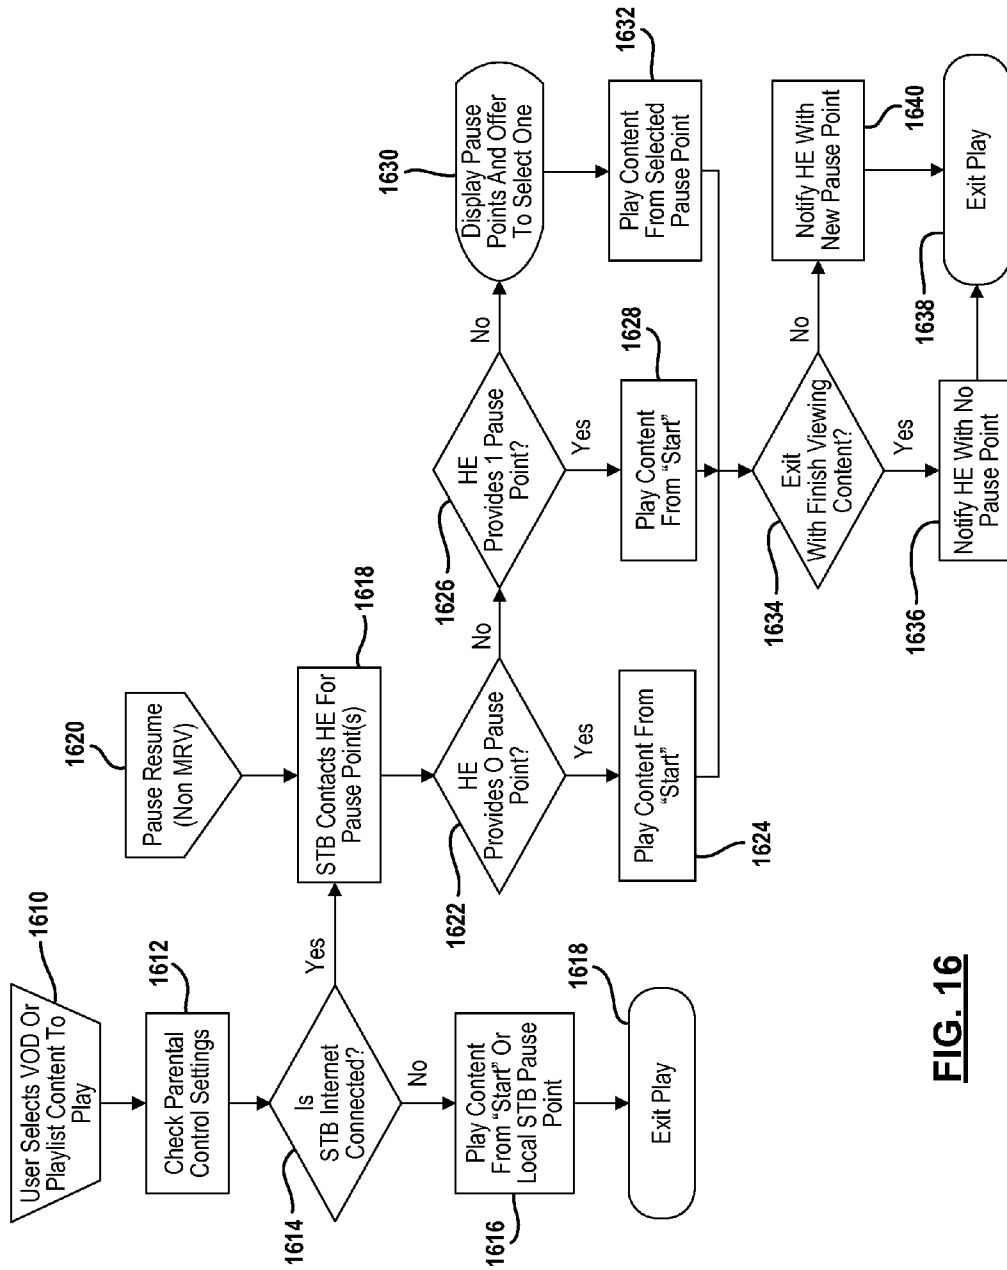 1610
User Selects VOD Or
Playlist Content To
Play
1612
Check Parental
Control Settings
1614
Is
STB Internet
Connected?
Yes
No
1616
Play Content
From "Start" Or
Local STB Pause
Point
1618
Exit Play
1620
Pause Resume
(Non MRV)
1618
STB Contacts HE For
Pause Point(s)
1622
HE
Provides O Pause
Point?
No
Yes
1624
Play Content From
"Start"
1626
HE
Provides 1 Pause
Point?
No
Yes
1628
Play Content
From "Start"
1630
Display Pause
Points And Offer
To Select One
1632
Play Content
From Selected
Pause Point
1634
Exit
With Finish Viewing
Content?
No
Yes
1636
Notify HE With No
Pause Point
1640
Notify HE With
New Pause Point
1638
Exit Play
FIG. 16